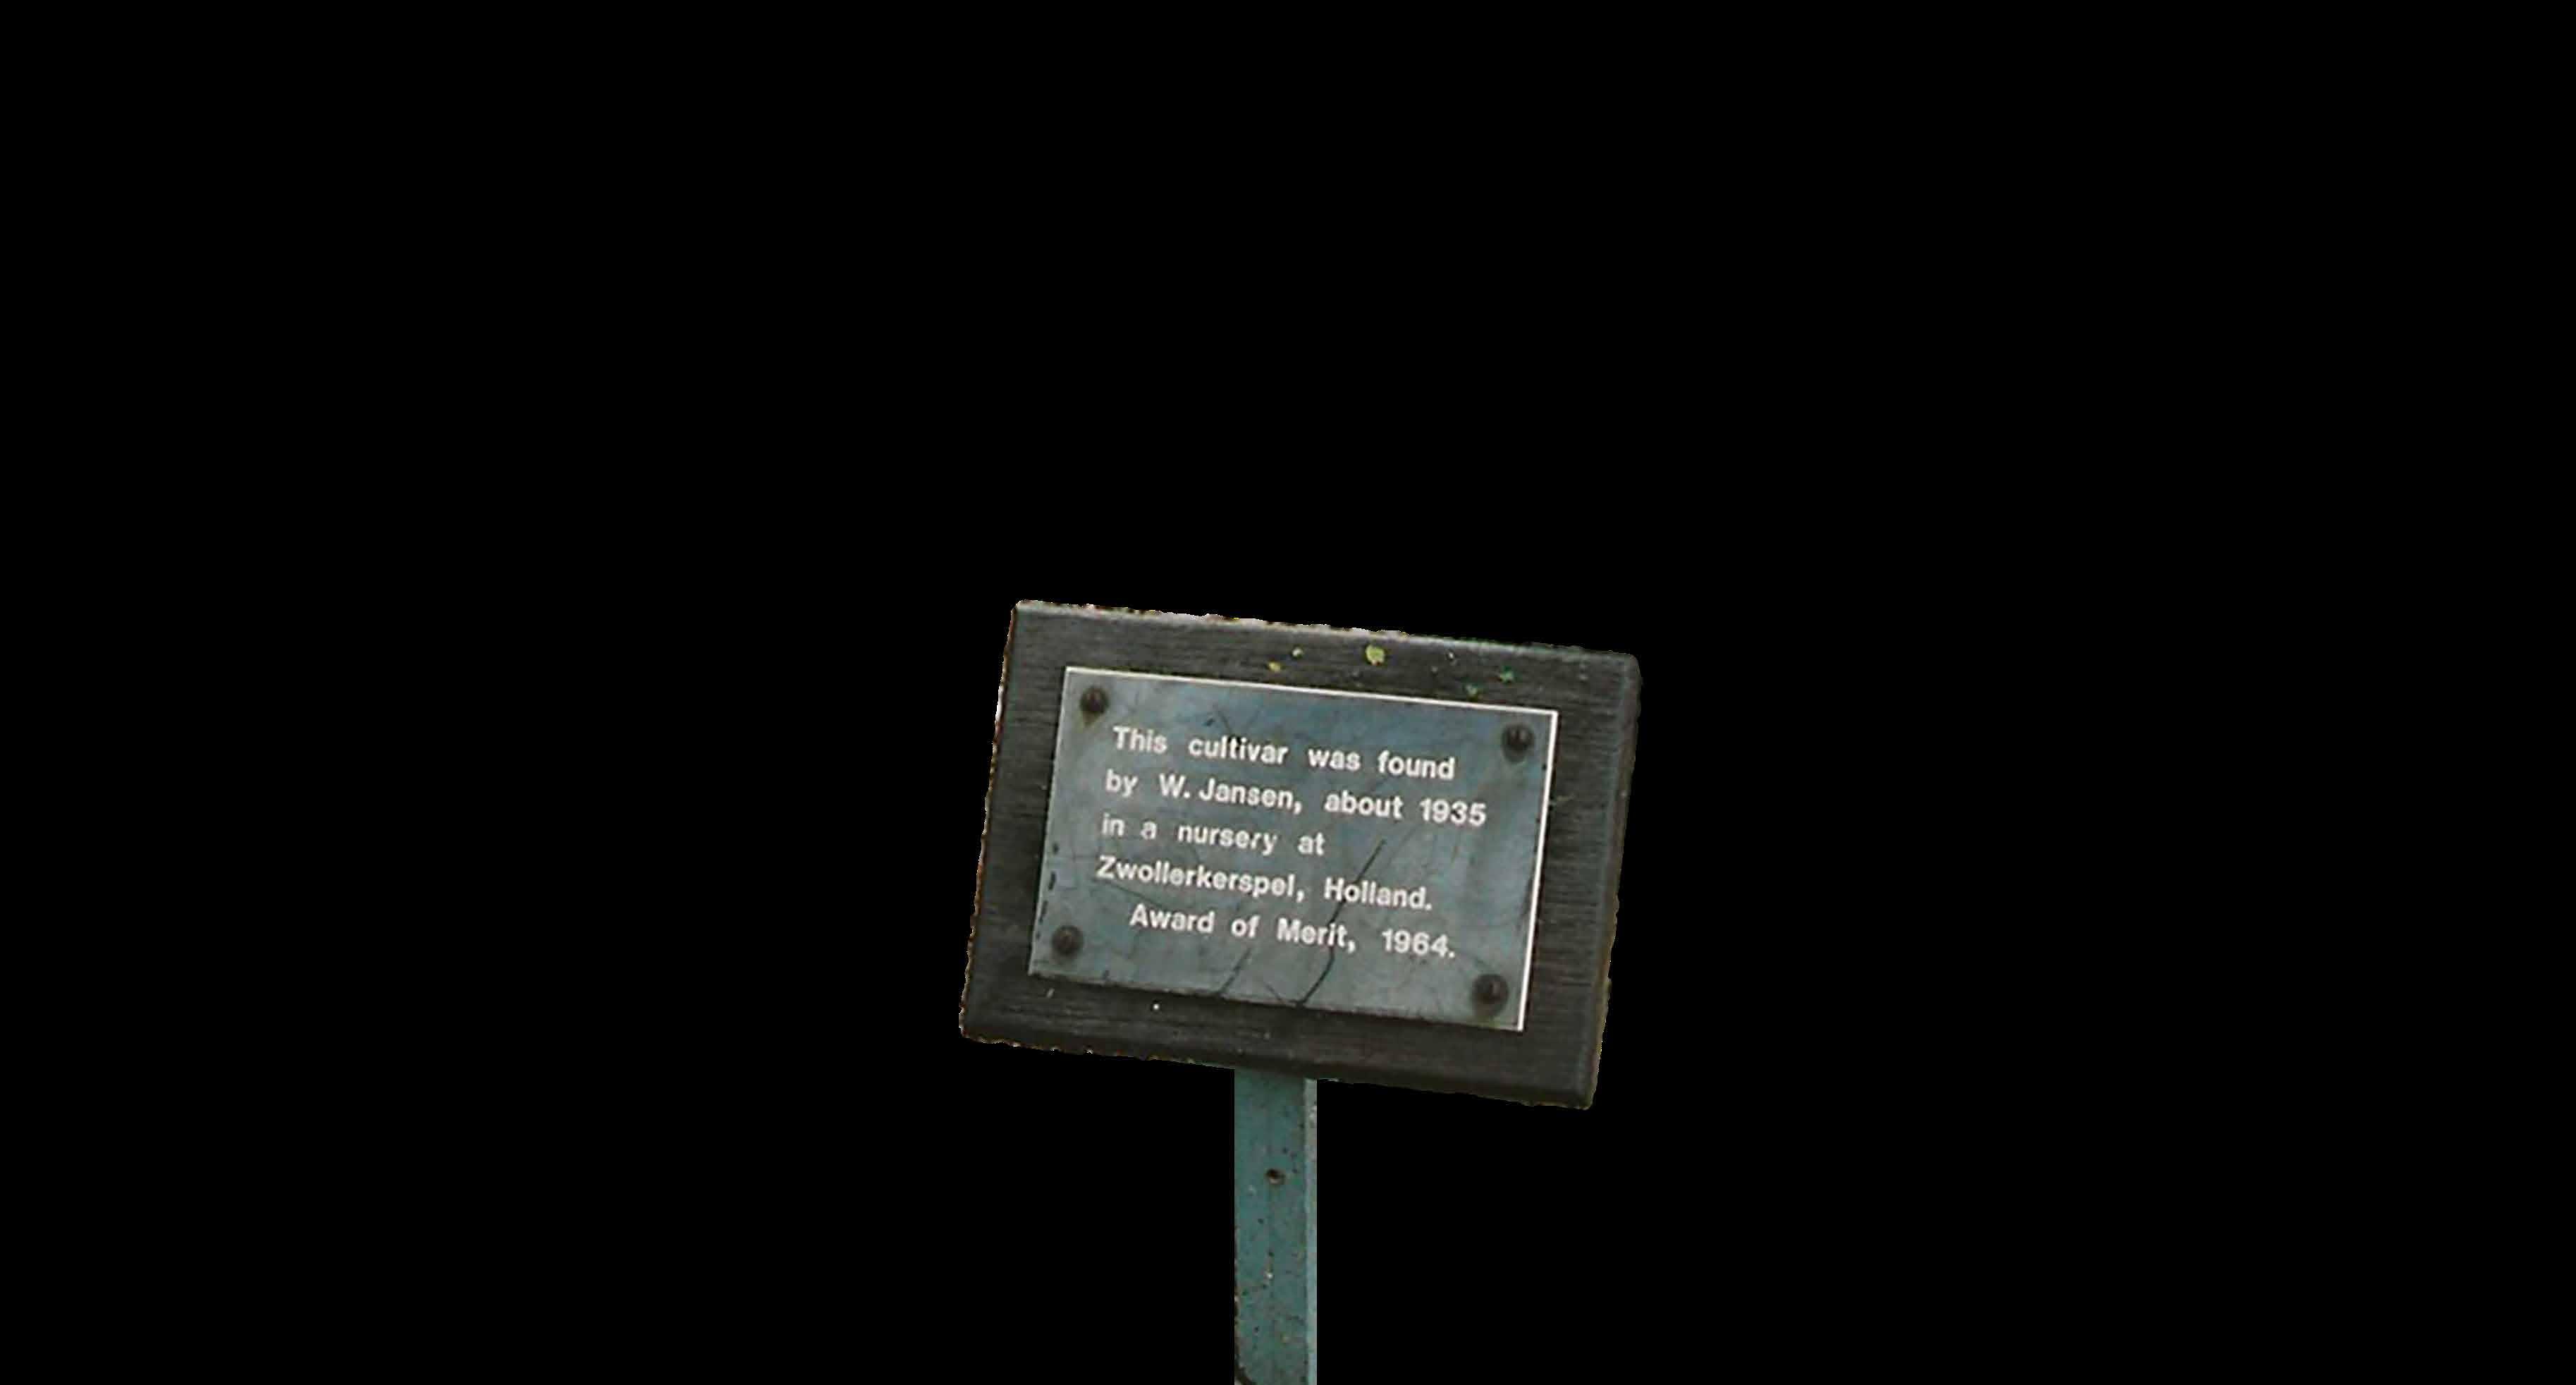 This cultivar was found
by W. Jansen, about 1935
in a nursery at
Zwollerkerspel, Holland.
Award of Merit, 1964.